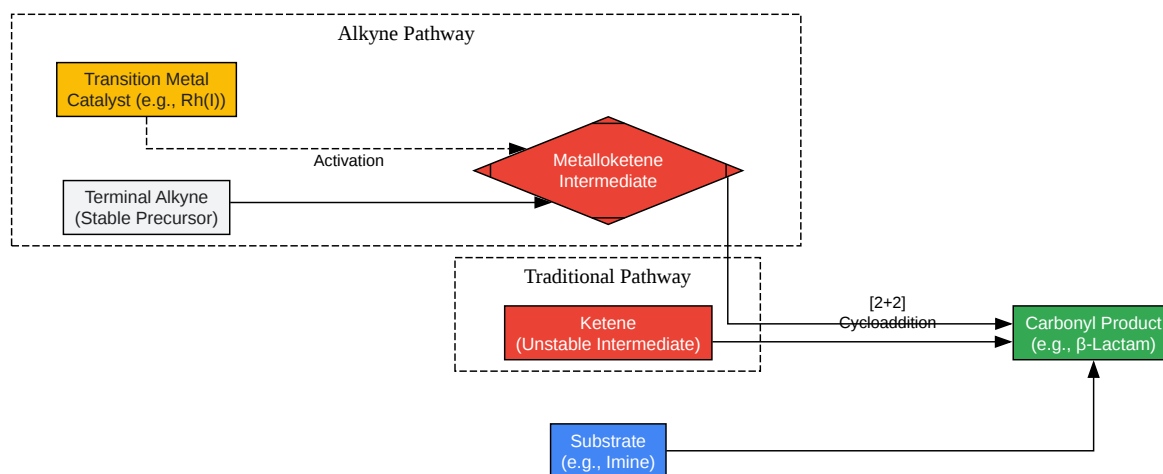 Alkyne Pathway
Transition Metal
Catalyst (e.g., Rh(I))
Activation
Metalloketene
Intermediate
Terminal Alkyne
(Stable Precursor)
Traditional Pathway
Ketene
(Unstable Intermediate)
[2+2]
Cycloaddition
Carbonyl Product
(e.g., β-Lactam)
Substrate
(e.g., Imine)